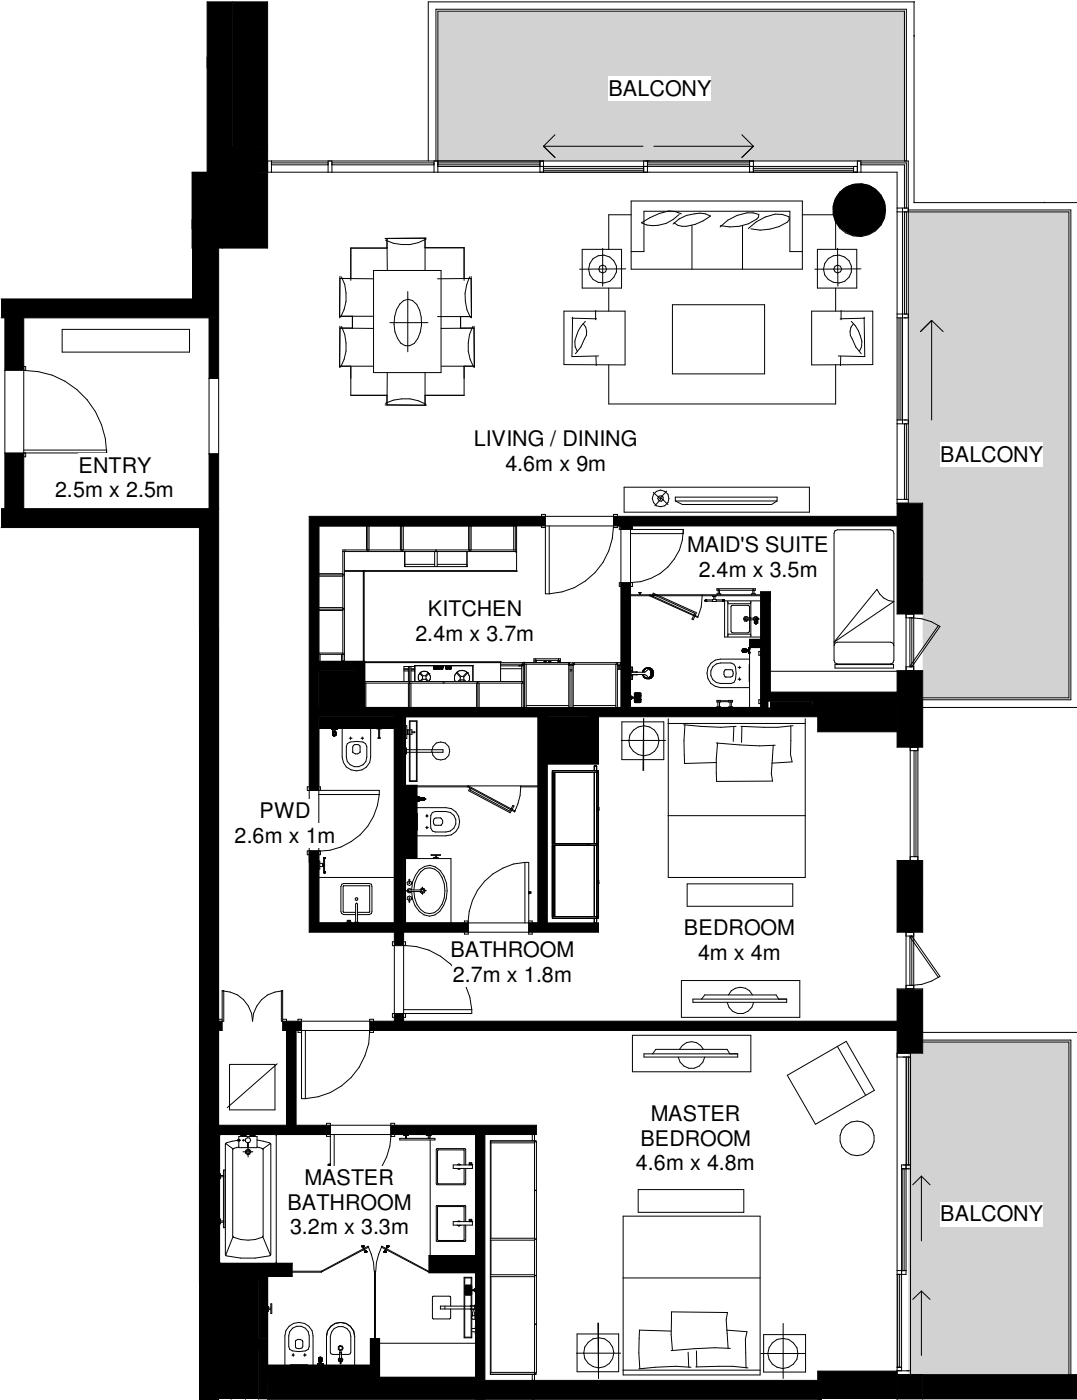 BALCONY
LIVING / DINING
4.6m x 9m
BALCONY
ENTRY
2.5m x 2.5m
MAID'S SUITE
2.4m x 3.5m
KITCHEN
2.4m x 3.7m
PWD
2.6m x 1m
BATHROOM
2.7m x 1.8m
BEDROOM
4m x 4m
MASTER
BEDROOM
4.6m x 4.8m
MASTER
BATHROOM
3.2m x 3.3m
BALCONY